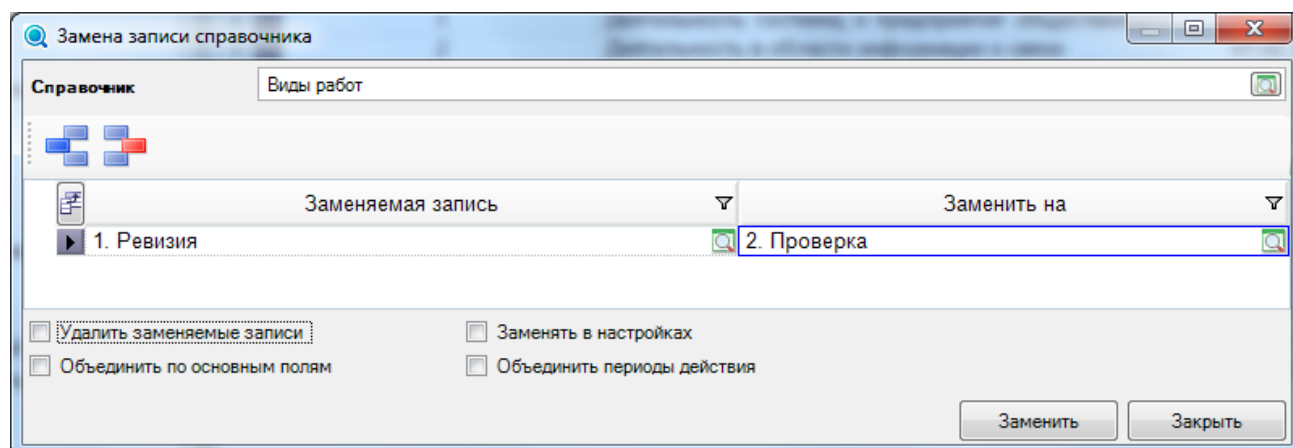 Замена записи справочника
Справочник Виды работ
Заменяемая запись Заменить на
1. Ревизия 2. Проверка
Удалить заменяемые записи Заменять в настройках
Объединить по основным полям Объединить периоды действия
Заменить Закрыть